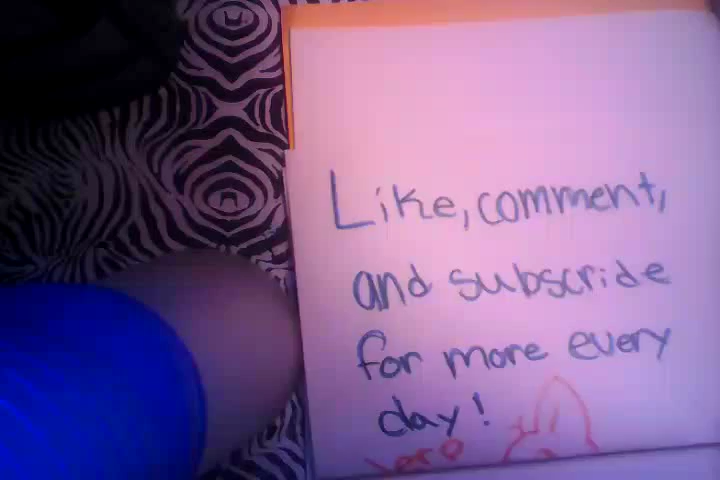 Like, comment,
and subscride
for more every
day!